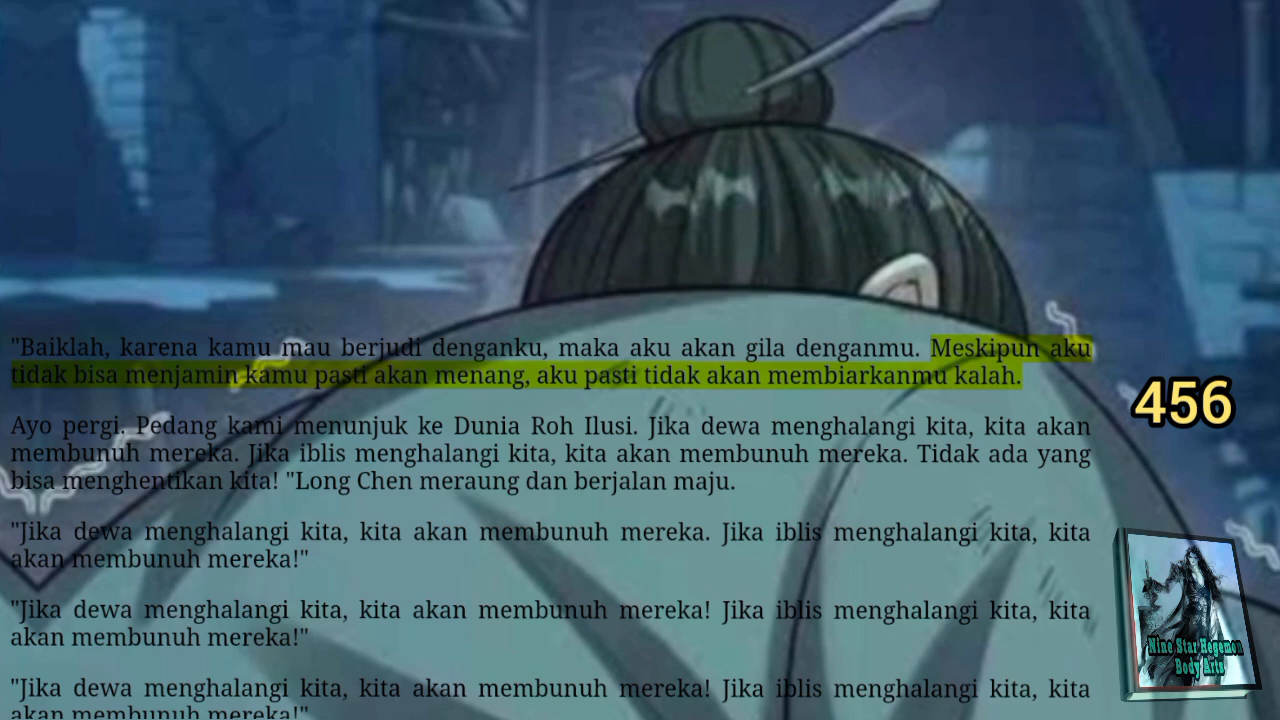 "Baiklah, karena kamu mau berjudi denganku, maka aku akan gila denganmu. Meskipun aku
tidak bisa menjamin kamu pasti akan menang, aku pasti tidak akan membiarkanmu kalah.
Ayo pergi. Pedang kami menunjuk ke Dunia Roh Ilusi. Jika dewa menghalangi kita, kita akan
membunuh mereka. Jika iblis menghalangi kita, kita akan membunuh mereka. Tidak ada yang
bisa menghentikan kita! "Long Chen meraung dan berjalan maju.
"Jika dewa menghalangi kita, kita akan membunuh mereka. Jika iblis menghalangi kita, kita
akan membunuh mereka!"
"Jika dewa menghalangi kita, kita akan membunuh mereka! Jika iblis menghalangi kita, kita
akan membunuh mereka!"
"Jika dewa menghalangi kita, kita akan membunuh mereka! Jika iblis menghalangi kita, kita
akan membunuh mereka!"
456
Nine Star Hegemon
Body Arts